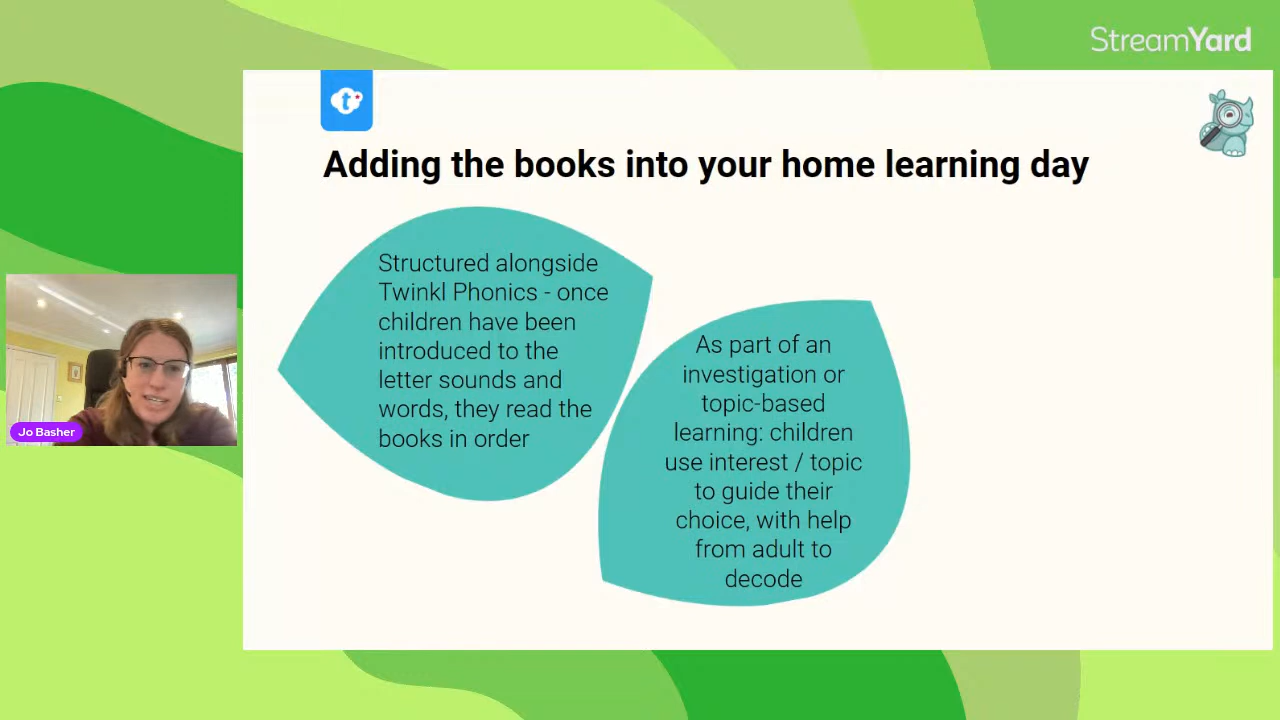 StreamYard
Adding the books into your home learning day
Structured alongside
Twinkl Phonics - once
children have been
introduced to the
letter sounds and
words, they read the
books in order
As part of an
investigation or
topic-based
learning: children
use interest / topic
to guide their
choice, with help
from adult to
decode
Jo Basher
t